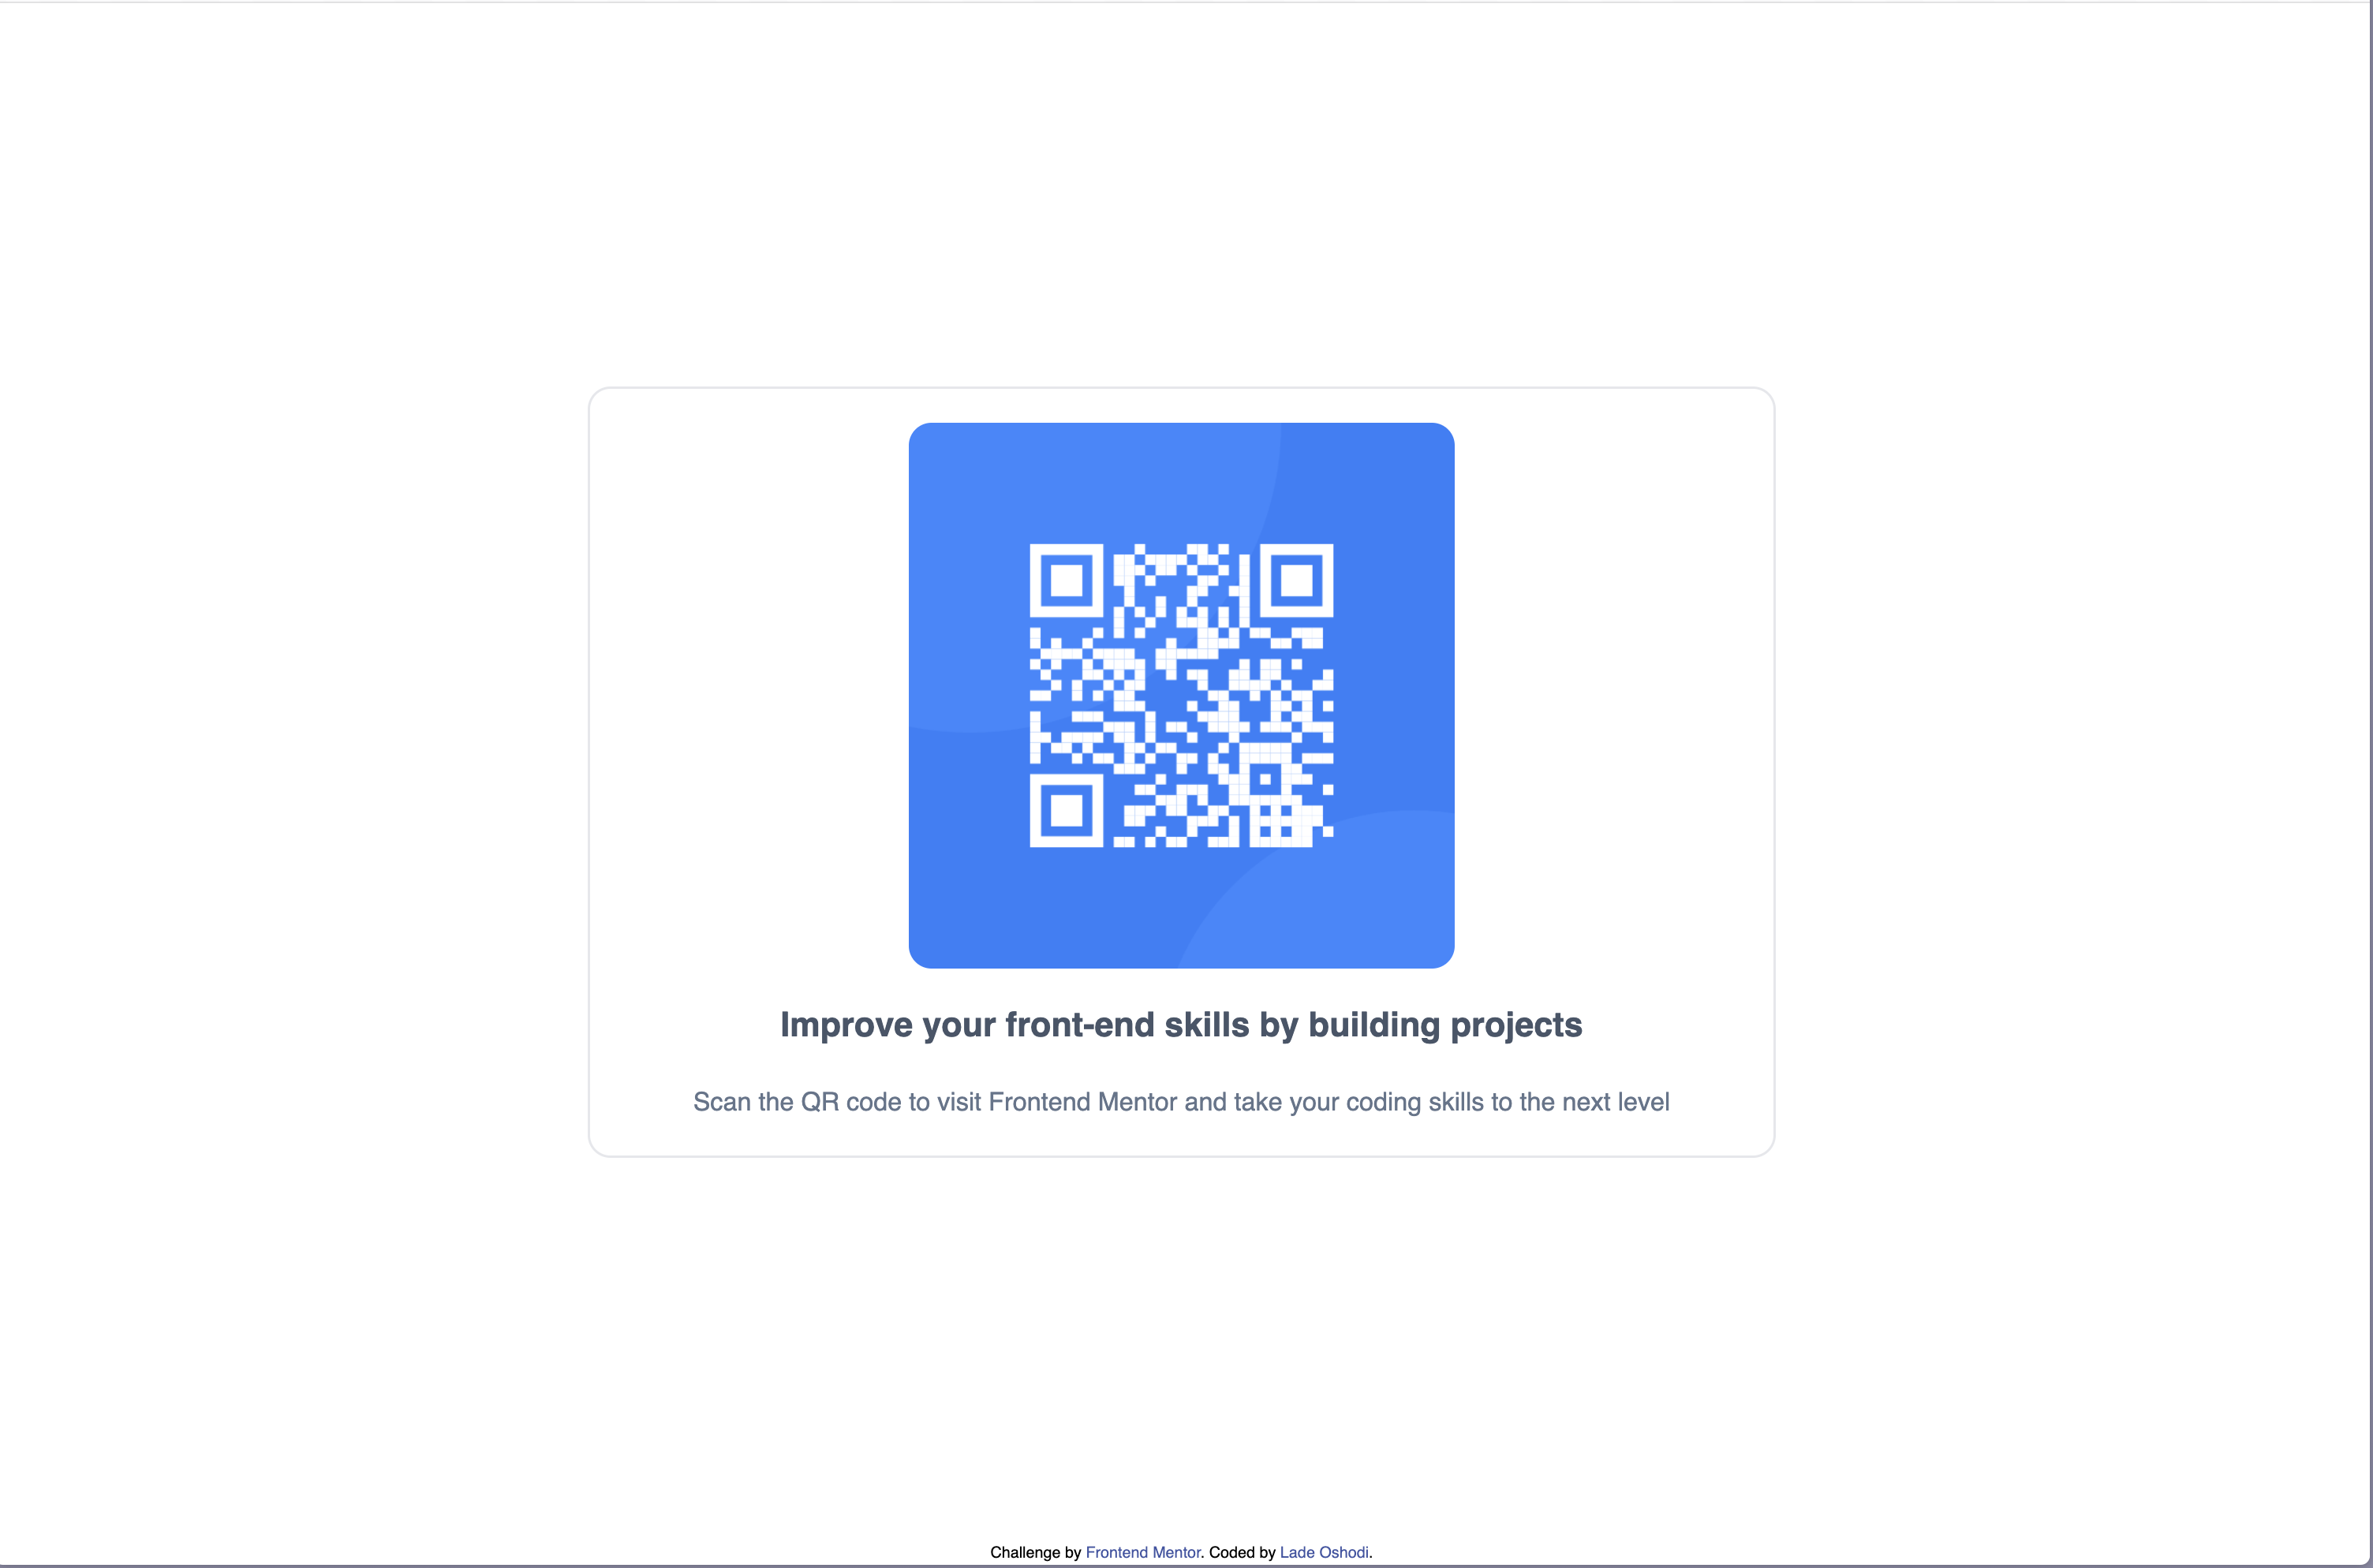 Improve your front-end skills by building projects
Scan the QR code to visit Frontend Mentor and take your coding skills to the next level
Challenge by Frontend Mentor. Coded by Lade Oshodi.